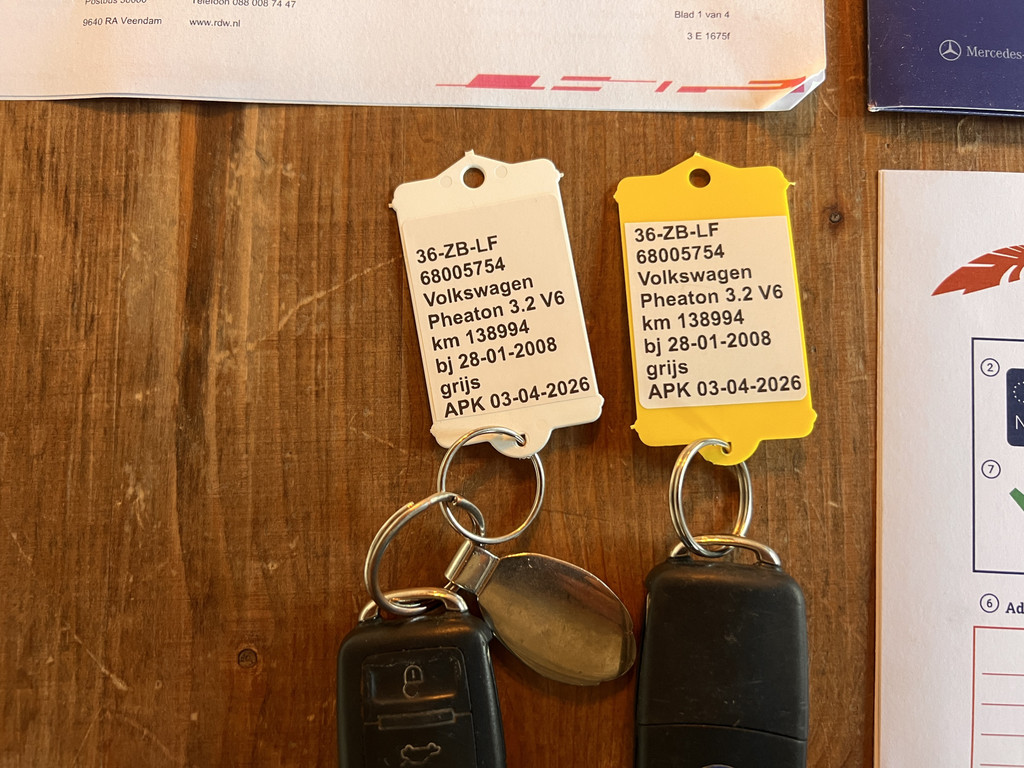 Postbus 30000
Telefoon 088 008 74 47
9640 RA Veendam
www.rdw.nl
Blad 1 van 4
3 E 1675f
Mercedes-
36-ZB-LF
68005754
Volkswagen
Pheaton 3.2 V6
km 138994
bj 28-01-2008
grijs
APK 03-04-2026
36-ZB-LF
68005754
Volkswagen
Pheaton 3.2 V6
km 138994
bj 28-01-2008
grijs
APK 03-04-2026
2
N
7
6 Ad